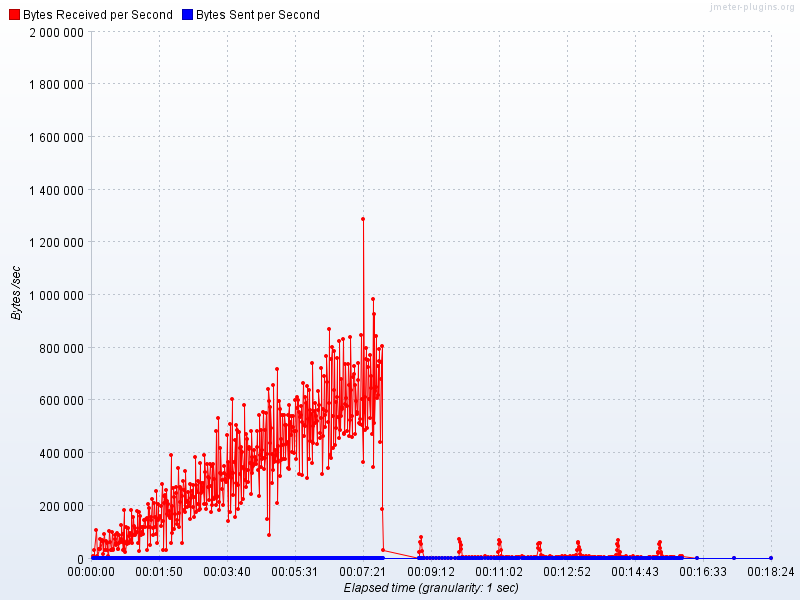 jmeter-plugins.org
Bytes Received per Second Bytes Sent per Second
2 000 000
1 800 000
1 600 000
1 400 000
1 200 000
1 000 000
800 000
600 000
400 000
200 000
0
Bytes /sec
00:00:00 00:01:50 00:03:40 00:05:31 00:07:21 00:09:12 00:11:02 00:12:52 00:14:43 00:16:33 00:18:24
Elapsed time (granularity: 1 sec)